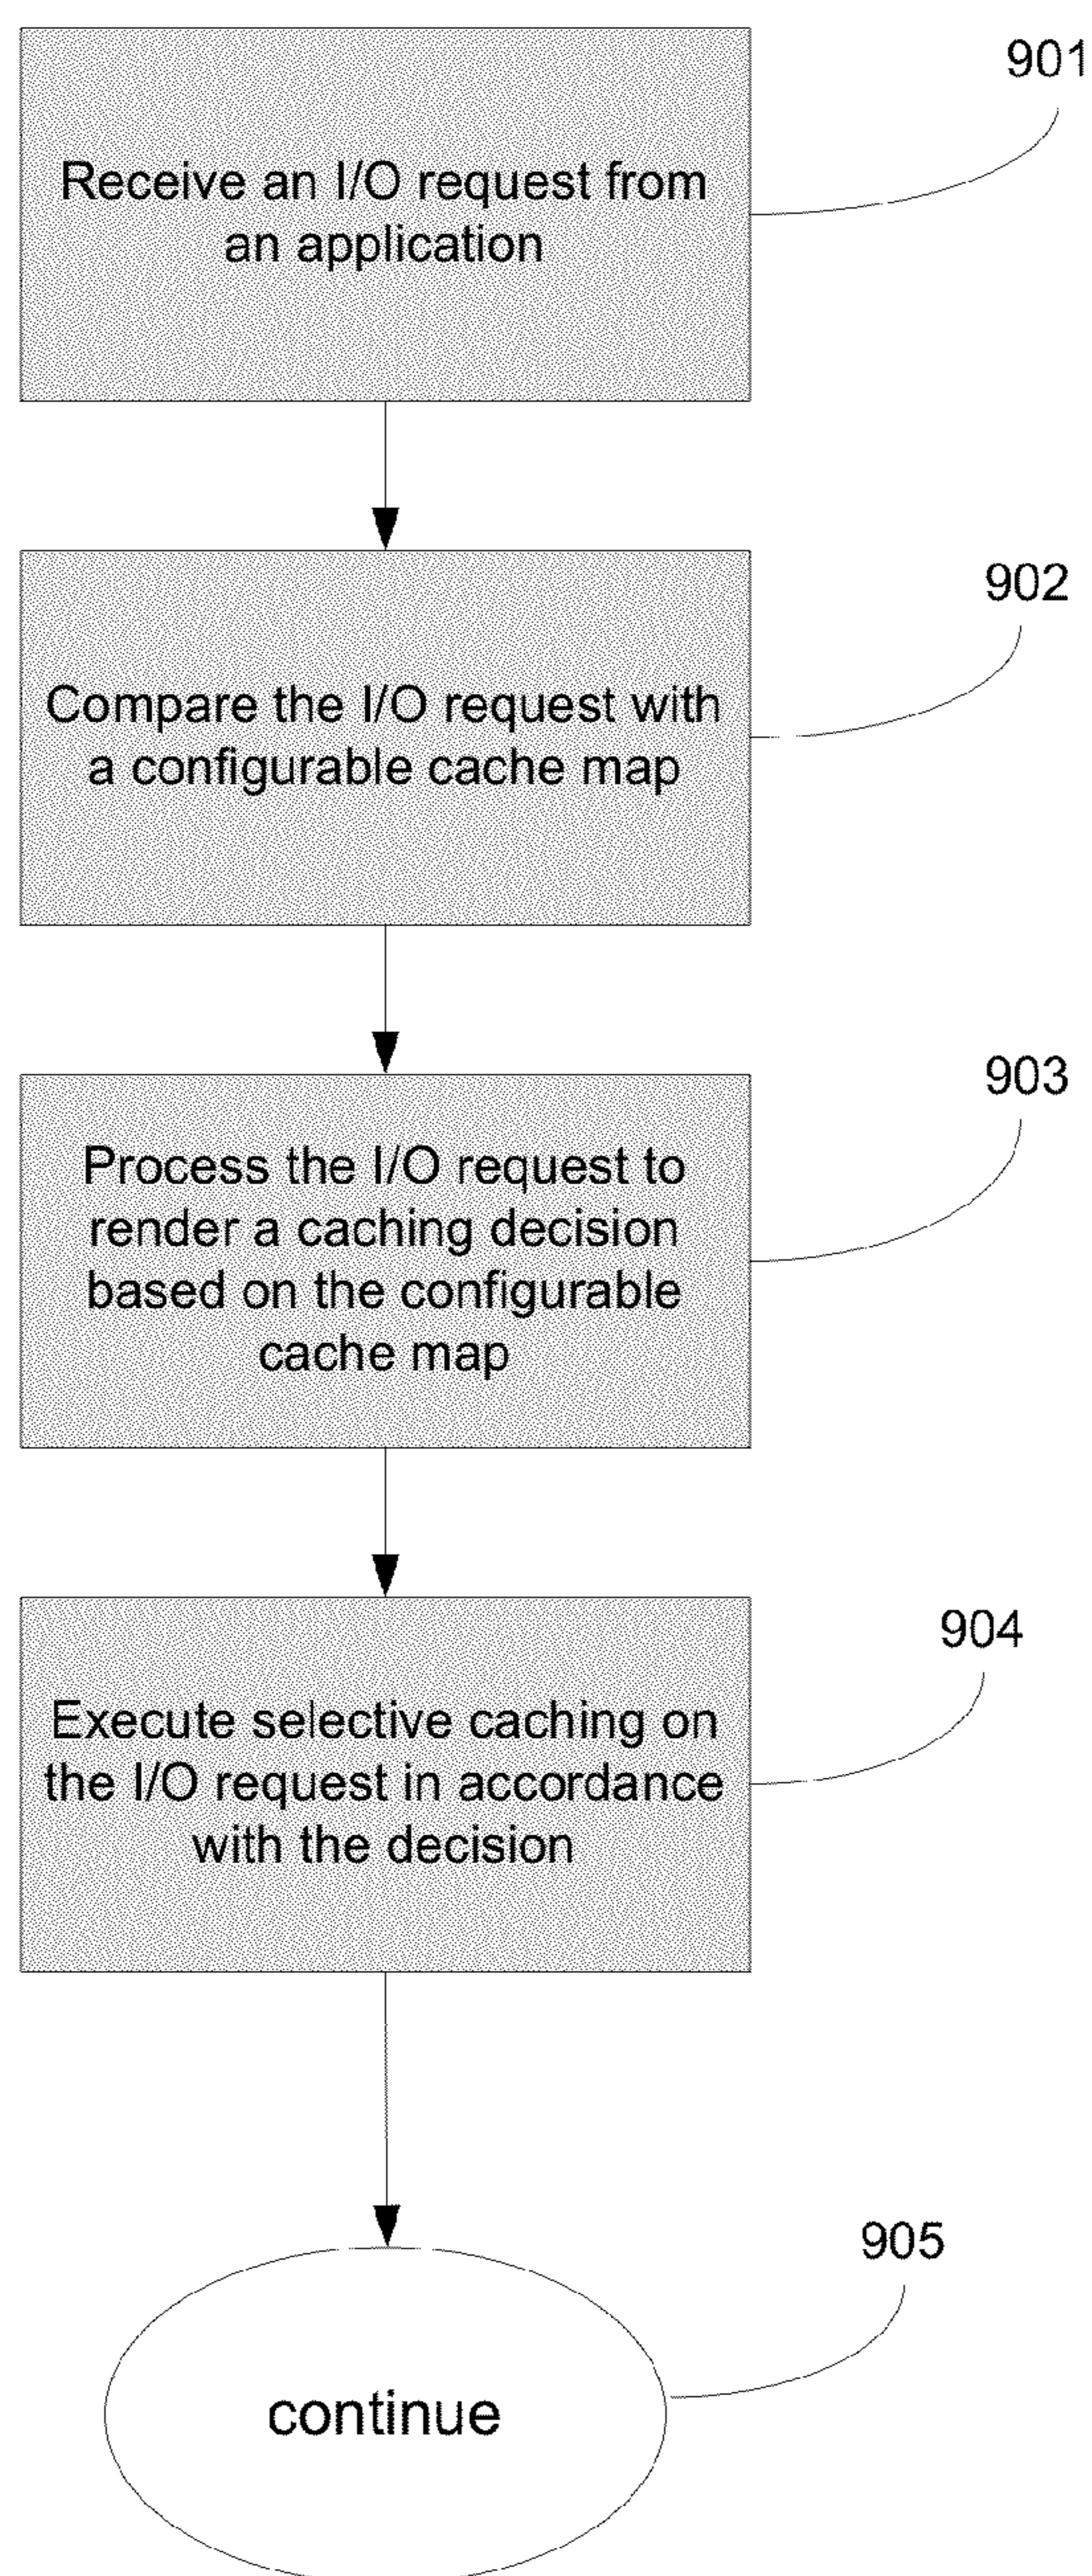 901
Receive an I/O request from
an application
902
Compare the I/O request with
a configurable cache map
903
Process the I/O request to
render a caching decision
based on the configurable
cache map
904
Execute selective caching on
the I/O request in accordance
with the decision
905
continue